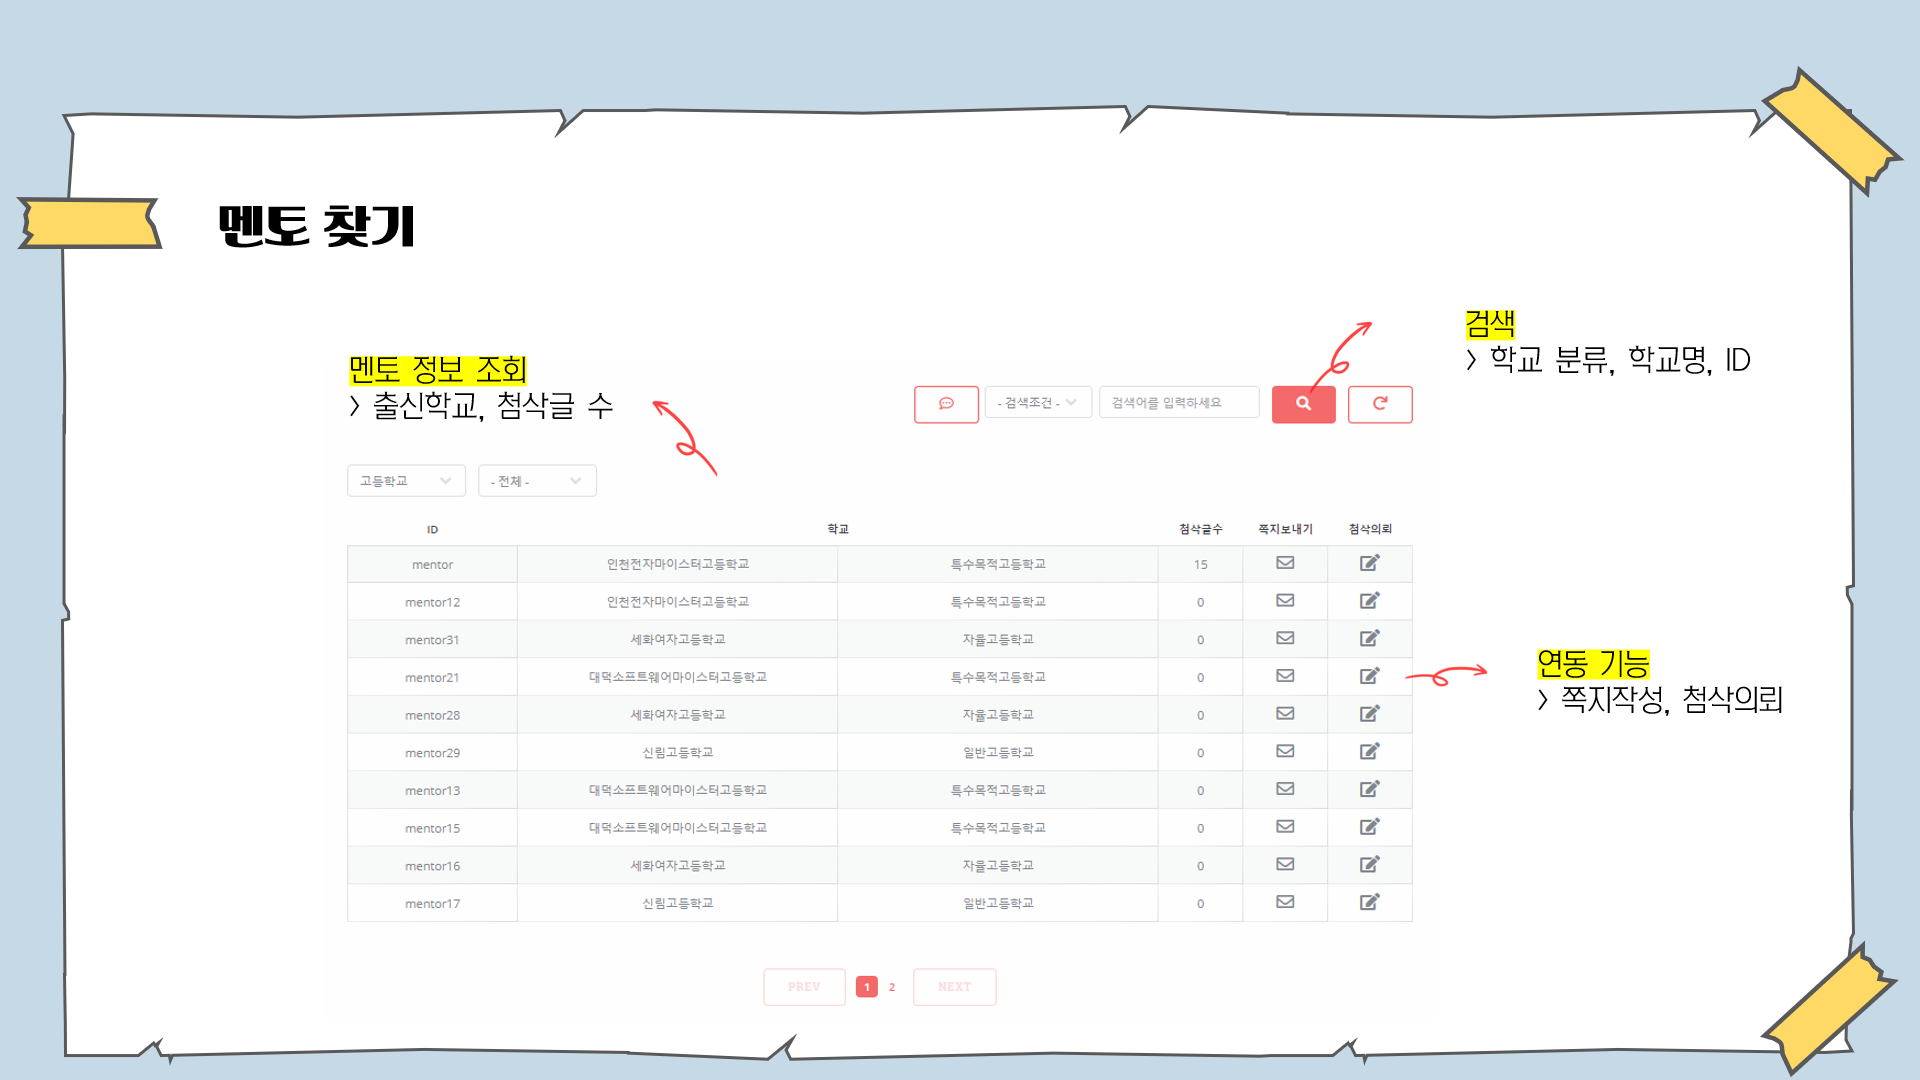 멘토 찾기
검색
> 학교 분류, 학교명, ID
멘토 정보 조회
> 출신학교, 첨삭글 수
- 검색조건 - 검색어를 입력하세요
고등학교 - 전체 -
ID 학교 첨삭글수 쪽지보내기 첨삭의뢰
mentor 인천전자마이스터고등학교 특수목적고등학교 15
mentor12 인천전자마이스터고등학교 특수목적고등학교 0
mentor31 세화여자고등학교 자율고등학교 0
mentor21 대덕소프트웨어마이스터고등학교 특수목적고등학교 0
mentor28 세화여자고등학교 자율고등학교 0
mentor29 신림고등학교 일반고등학교 0
mentor13 대덕소프트웨어마이스터고등학교 특수목적고등학교 0
mentor15 대덕소프트웨어마이스터고등학교 특수목적고등학교 0
mentor16 세화여자고등학교 자율고등학교 0
mentor17 신림고등학교 일반고등학교 0
연동 기능
> 쪽지작성, 첨삭의뢰
PREV 1 2 NEXT